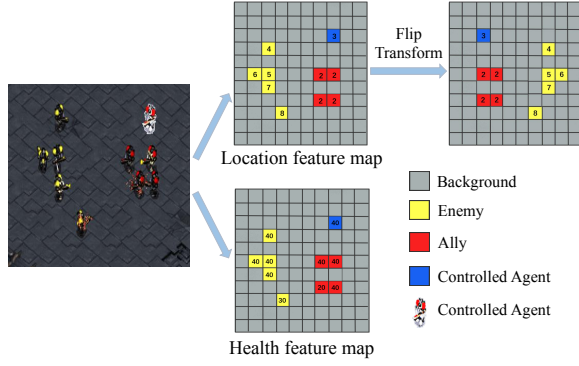 3
4
6 5 2 2
7
2 2
8
Location feature map
Flip
Transform
3
4
2 2 5 6
7
2 2
8
40
40
40 40 40 40
40
20 40
30
Health feature map
Background
Enemy
Ally
Controlled Agent
Controlled Agent